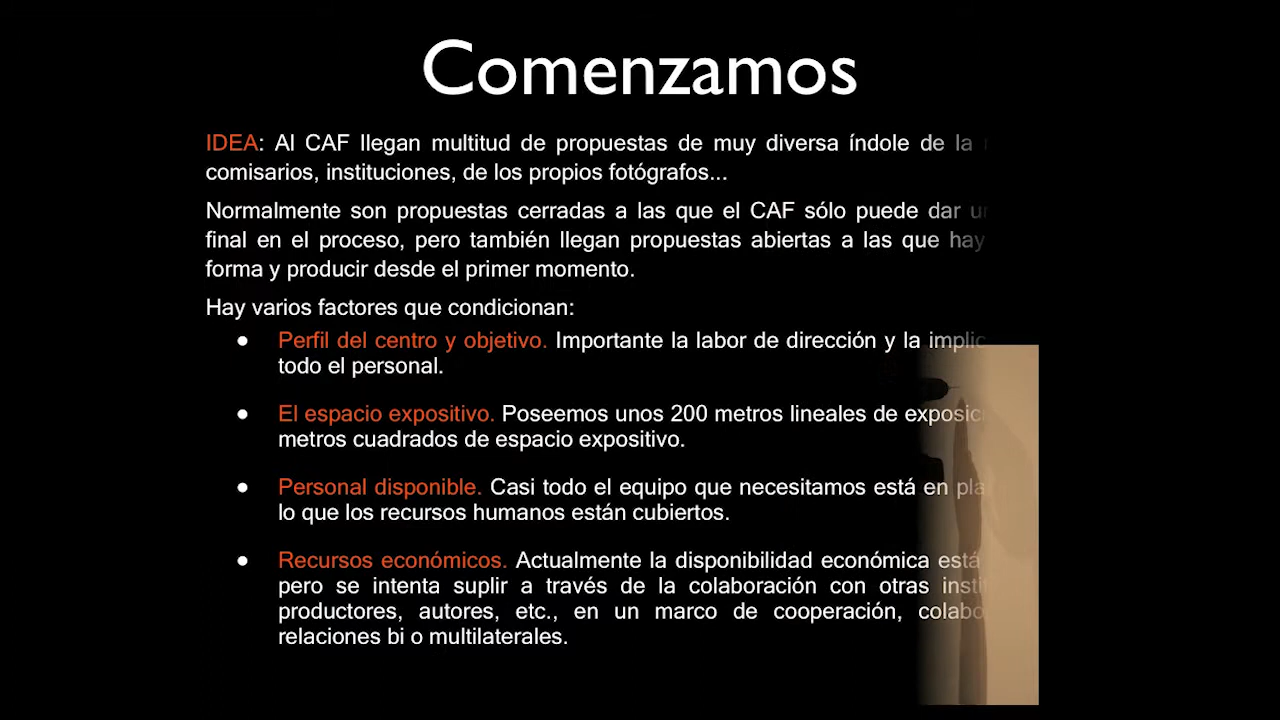 Comenzamos
IDEA: Al CAF llegan multitud de propuestas de muy diversa índole de la
comisarios, instituciones, de los propios fotógrafos...
Normalmente son propuestas cerradas a las que el CAF sólo puede dar
final en el proceso, pero también llegan propuestas abiertas a las que hay
forma y producir desde el primer momento.
Hay varios factores que condicionan:
● Perfil del centro y objetivo. Importante la labor de dirección y la
todo el personal.
● El espacio expositivo. Poseemos unos 200 metros lineales de
metros cuadrados de espacio expositivo.
● Personal disponible. Casi todo el equipo que necesitamos está en
lo que los recursos humanos están cubiertos.
● Recursos económicos. Actualmente la disponibilidad económica está
pero se intenta suplir a través de la colaboración con otras
productores, autores, etc., en un marco de cooperación,
relaciones bi o multilaterales.